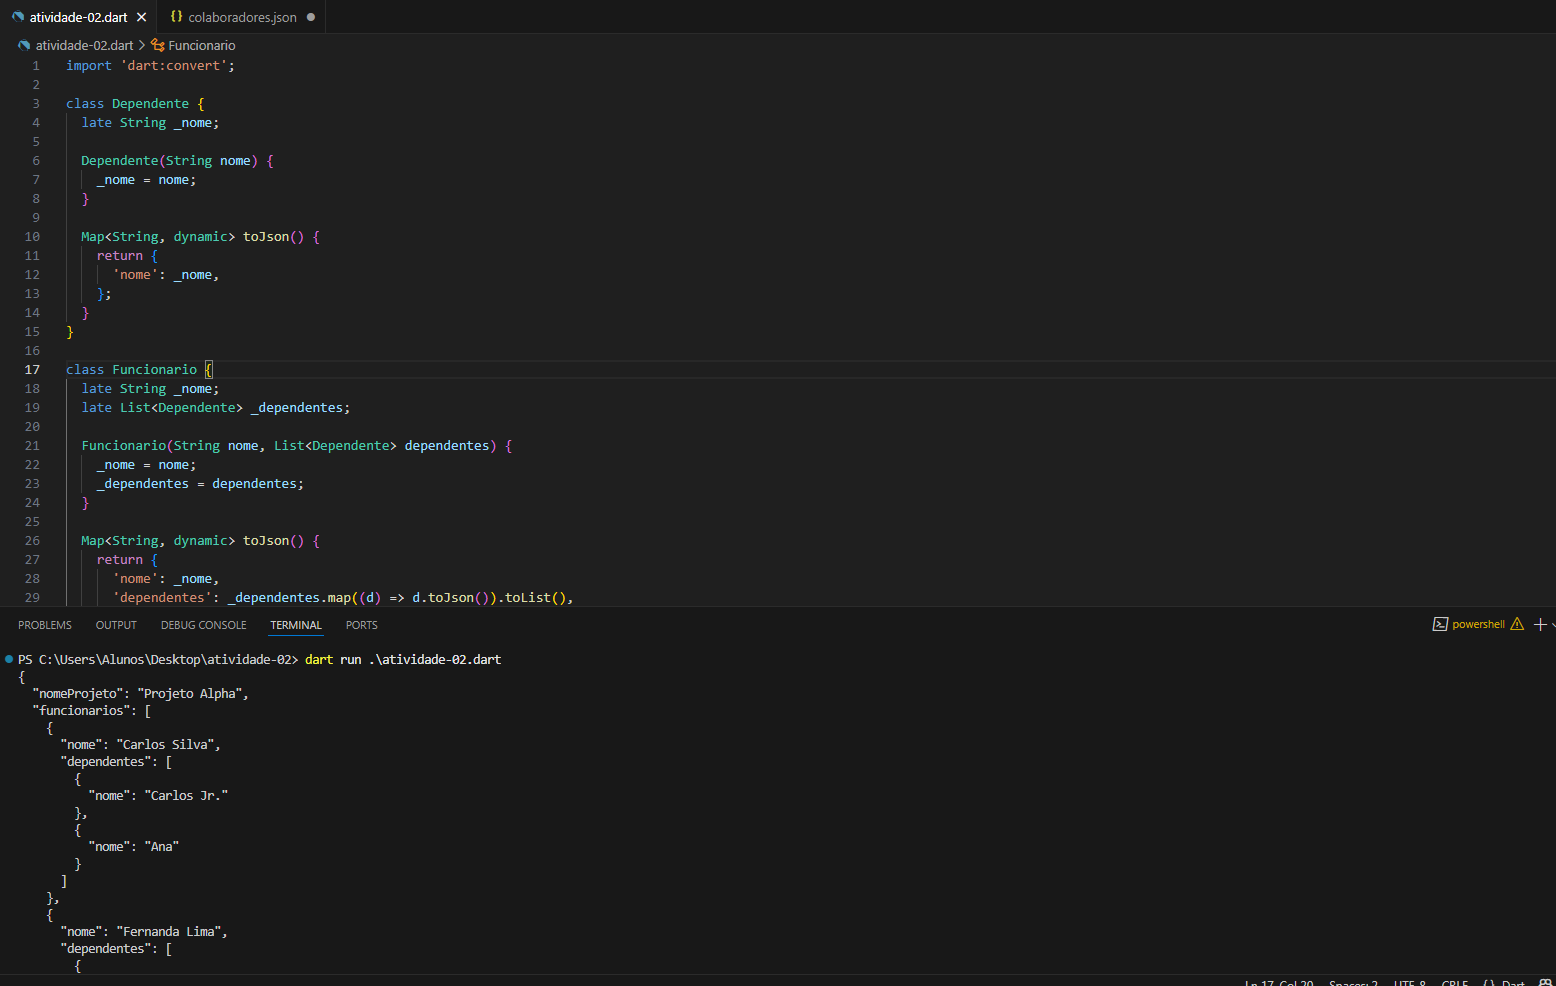 atividade-02.dart
{} colaboradores.json
atividade-02.dart > Funcionario
1 import 'dart:convert';
2
3 class Dependente {
4 late String _nome;
5
6 Dependente(String nome) {
7 _nome = nome;
8 }
9
10 Map<String, dynamic> toJson() {
11 return {
12 'nome': _nome,
13 };
14 }
15 }
16
17 class Funcionario {
18 late String _nome;
19 late List<Dependente> _dependentes;
20
21 Funcionario(String nome, List<Dependente> dependentes) {
22 _nome = nome;
23 _dependentes = dependentes;
24 }
25
26 Map<String, dynamic> toJson() {
27 return {
28 'nome': _nome,
29 'dependentes': _dependentes.map((d) => d.toJson()).toList(),
PROBLEMS OUTPUT DEBUG CONSOLE TERMINAL PORTS powershell
PS C:\Users\Alunos\Desktop\atividade-02> dart run .\atividade-02.dart
{
"nomeProjeto": "Projeto Alpha",
"funcionarios": [
{
"nome": "Carlos Silva",
"dependentes": [
{
"nome": "Carlos Jr."
},
{
"nome": "Ana"
}
]
},
{
"nome": "Fernanda Lima",
"dependentes": [
{
Ln 17, Col 20 Spaces: 2 UTF-8 CRLF {} Dart